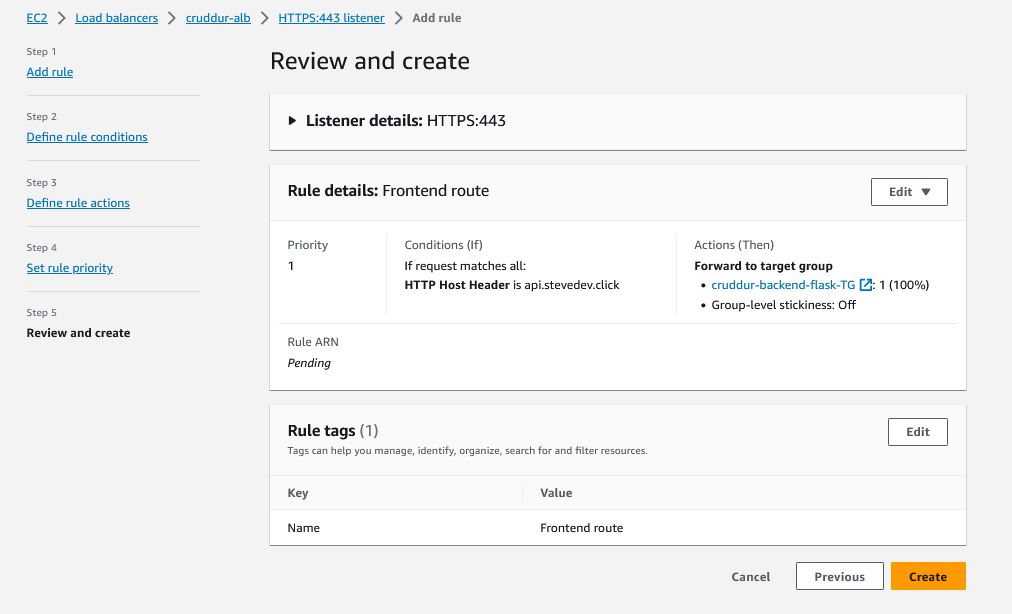 EC2 > Load balancers > cruddur-alb > HTTPS:443 listener > Add rule
Step 1
Add rule
Step 2
Define rule conditions
Step 3
Define rule actions
Step 4
Set rule priority
Step 5
Review and create
Review and create
Listener details: HTTPS:443
Rule details: Frontend route
Edit
Priority
1
Conditions (If)
If request matches all:
HTTP Host Header is api.stevedev.click
Actions (Then)
Forward to target group
• cruddur-backend-flask-TG : 1 (100%)
• Group-level stickiness: Off
Rule ARN
Pending
Rule tags (1)
Edit
Tags can help you manage, identify, organize, search for and filter resources.
Key Value
Name Frontend route
Cancel Previous Create